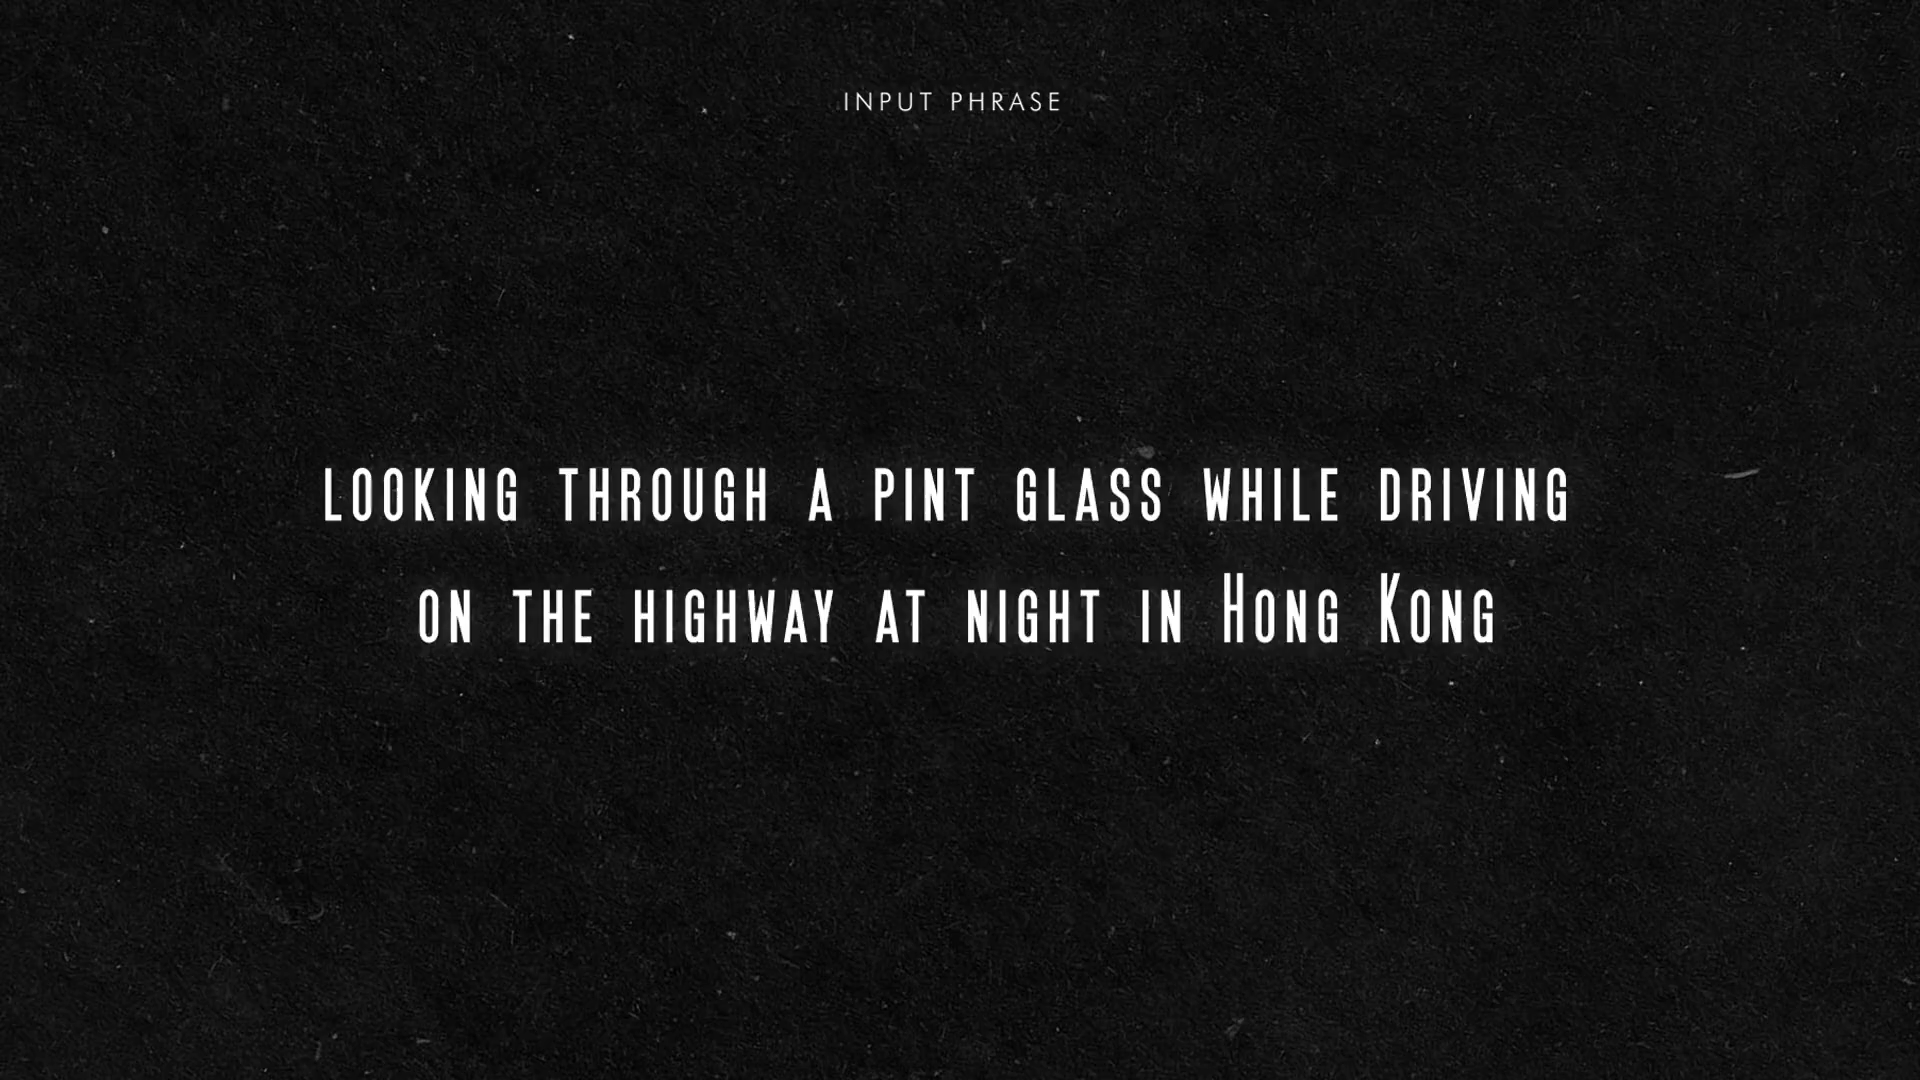 INPUT PHRASE
LOOKING THROUGH A PINT GLASS WHILE DRIVING
ON THE HIGHWAY AT NIGHT IN HONG KONG